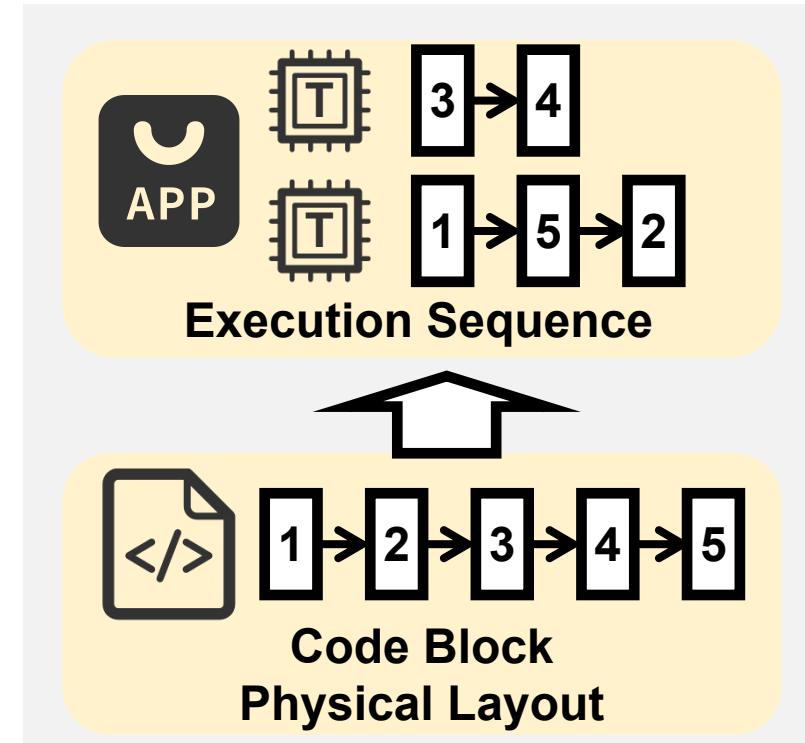 T 3 4
APP
T 1 5 2
Execution Sequence
</> 1 2 3 4 5
Code Block
Physical Layout